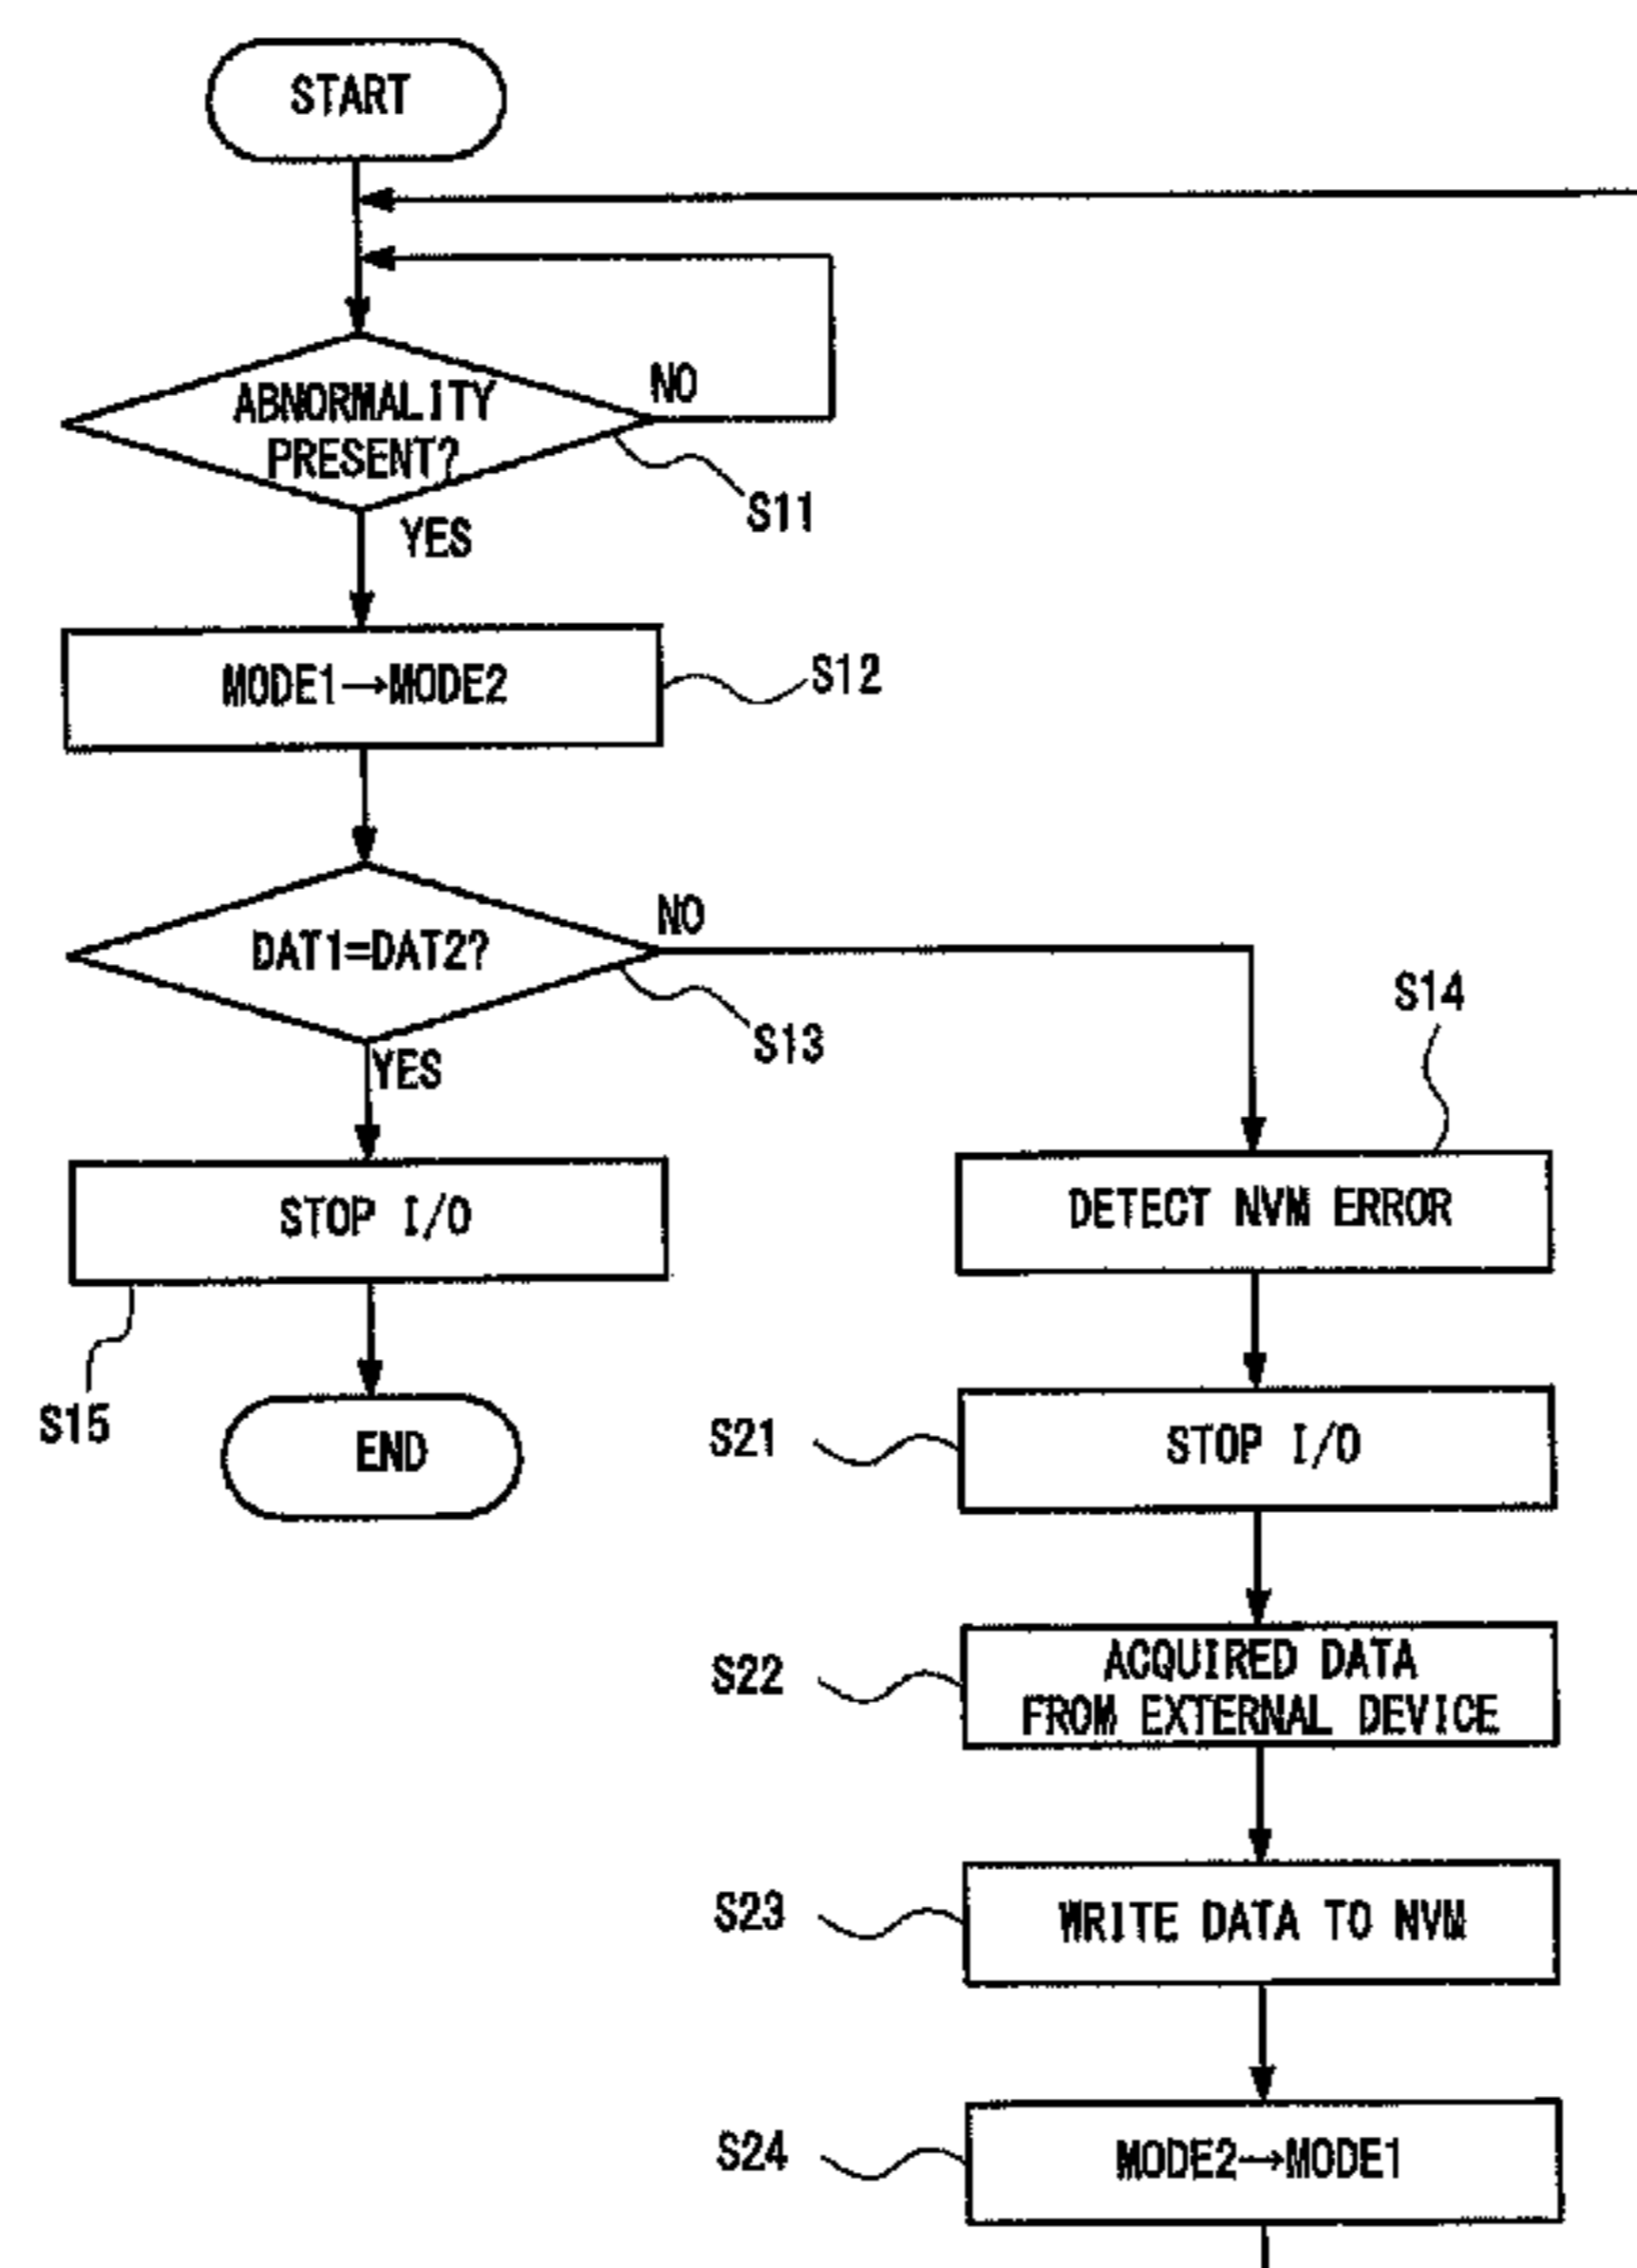 START
ABNORMALITY
PRESENT?
NO
S11
YES
MODE1→MODE2
S12
DAT1=DAT2?
NO
S13
YES
STOP I/O
S15
END
S14
DETECT NVM ERROR
S21
STOP I/O
S22
ACQUIRED DATA
FROM EXTERNAL DEVICE
S23
WRITE DATA TO NVM
S24
MODE2→MODE1